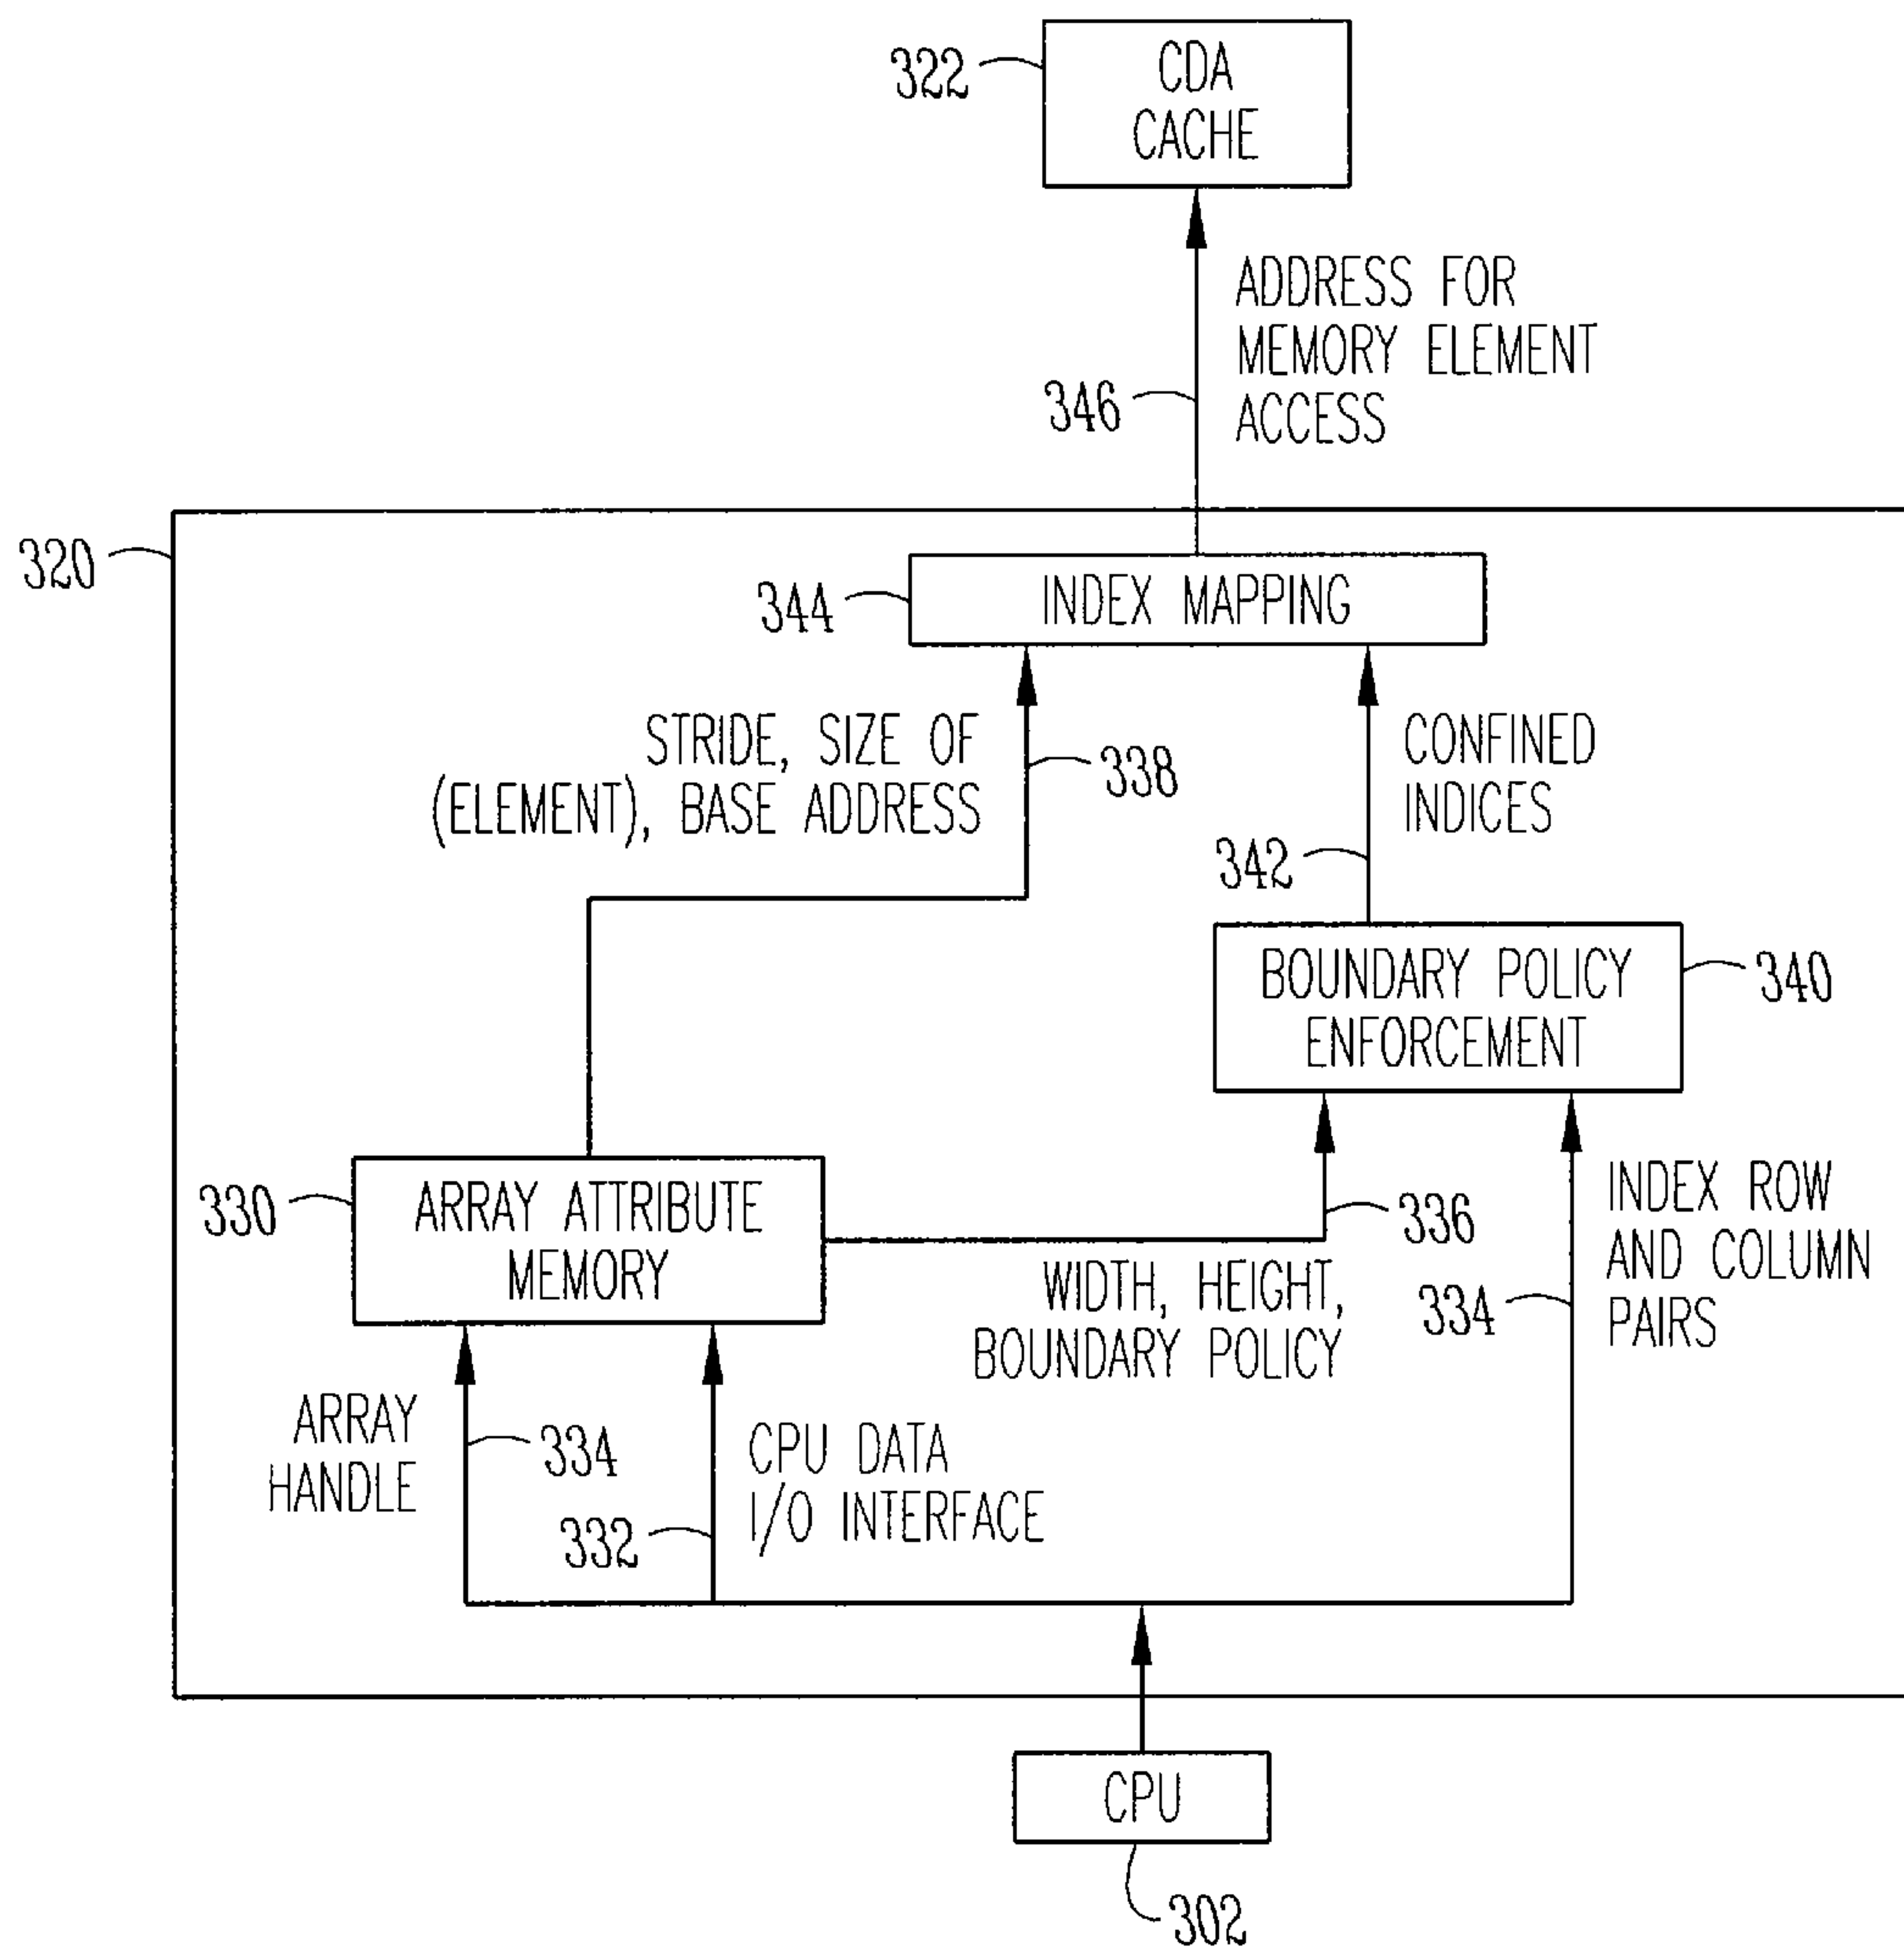 322
CDA
CACHE
ADDRESS FOR
MEMORY ELEMENT
ACCESS
346
320
344
INDEX MAPPING
STRIDE, SIZE OF
(ELEMENT), BASE ADDRESS
338
CONFINED
INDICES
342
BOUNDARY POLICY
ENFORCEMENT
340
330
ARRAY ATTRIBUTE
MEMORY
336
WIDTH, HEIGHT,
BOUNDARY POLICY
INDEX ROW
AND COLUMN
PAIRS
334
ARRAY
HANDLE
334
CPU DATA
I/O INTERFACE
332
CPU
302